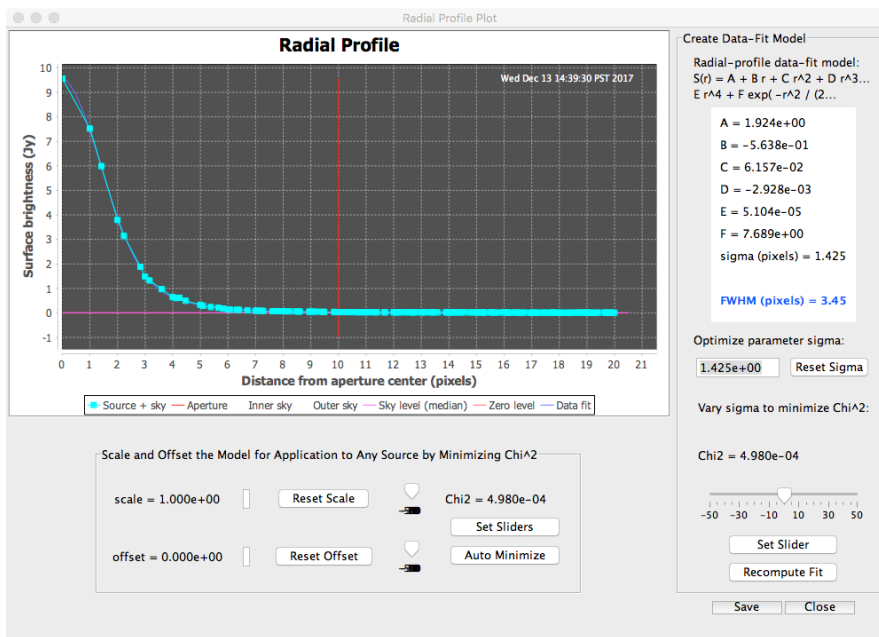 Radial Profile Plot
Radial Profile
Wed Dec 13 14:39:30 PST 2017
10
9
8
7
6
5
4
3
2
1
0
-1
Surface brightness (Jy)
0 1 2 3 4 5 6 7 8 9 10 11 12 13 14 15 16 17 18 19 20 21
Distance from aperture center (pixels)
Source + sky Aperture Inner sky Outer sky Sky level (median) Zero level Data fit
Scale and Offset the Model for Application to Any Source by Minimizing Chi^2
scale = 1.000e+00 Reset Scale Chi2 = 4.980e-04
Set Sliders
offset = 0.000e+00 Reset Offset Auto Minimize
Create Data-Fit Model
Radial-profile data-fit model:
S(r) = A + B r + C r^2 + D r^3...
E r^4 + F exp( -r^2 / (2...
A = 1.924e+00
B = -5.638e-01
C = 6.157e-02
D = -2.928e-03
E = 5.104e-05
F = 7.689e+00
sigma (pixels) = 1.425
FWHM (pixels) = 3.45
Optimize parameter sigma:
1.425e+00 Reset Sigma
Vary sigma to minimize Chi^2:
Chi2 = 4.980e-04
-50 -30 -10 10 30 50
Set Slider
Recompute Fit
Save Close